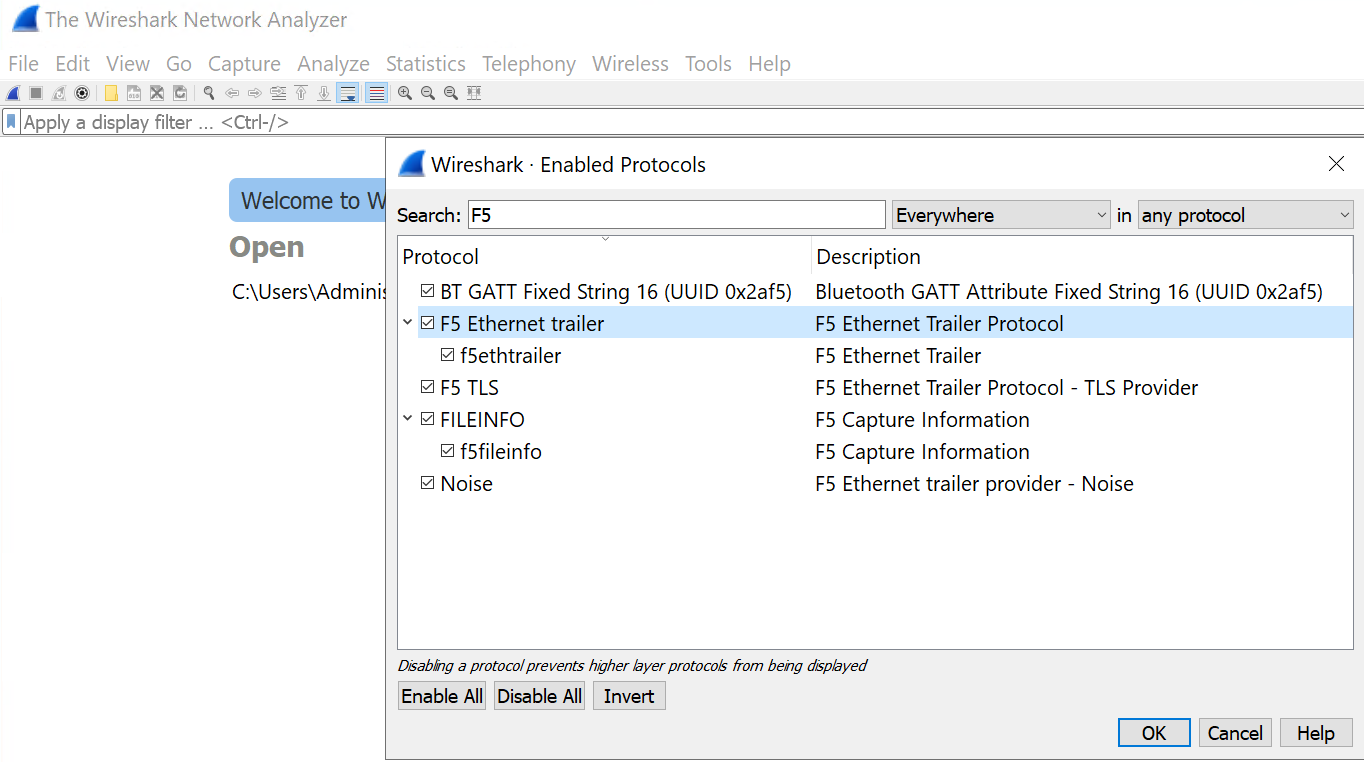 The Wireshark Network Analyzer
File Edit View Go Capture Analyze Statistics Telephony Wireless Tools Help
Apply a display filter ... <Ctrl-/>
Welcome to W
Open
C:\Users\Adminis
Wireshark · Enabled Protocols
Search: F5 Everywhere in any protocol
Protocol Description
BT GATT Fixed String 16 (UUID 0x2af5) Bluetooth GATT Attribute Fixed String 16 (UUID 0x2af5)
F5 Ethernet trailer F5 Ethernet Trailer Protocol
f5ethtrailer F5 Ethernet Trailer
F5 TLS F5 Ethernet Trailer Protocol - TLS Provider
FILEINFO F5 Capture Information
f5fileinfo F5 Capture Information
Noise F5 Ethernet trailer provider - Noise
Disabling a protocol prevents higher layer protocols from being displayed
Enable All Disable All Invert
OK Cancel Help